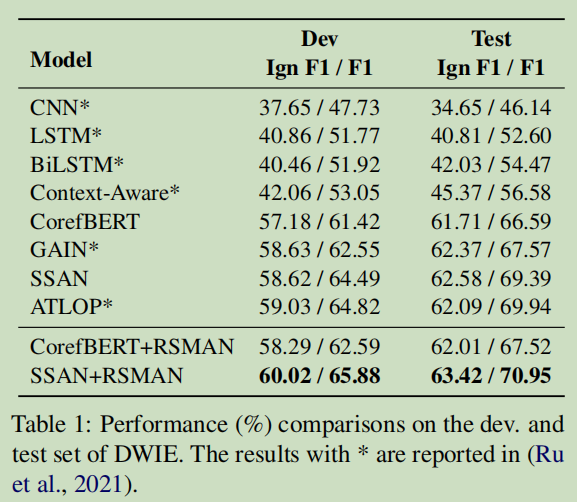 Model Dev Test
Ign F1 / F1 Ign F1 / F1
CNN* 37.65 / 47.73 34.65 / 46.14
LSTM* 40.86 / 51.77 40.81 / 52.60
BiLSTM* 40.46 / 51.92 42.03 / 54.47
Context-Aware* 42.06 / 53.05 45.37 / 56.58
CorefBERT 57.18 / 61.42 61.71 / 66.59
GAIN* 58.63 / 62.55 62.37 / 67.57
SSAN 58.62 / 64.49 62.58 / 69.39
ATLOP* 59.03 / 64.82 62.09 / 69.94
CorefBERT+RSMAN 58.29 / 62.59 62.01 / 67.52
SSAN+RSMAN 60.02 / 65.88 63.42 / 70.95
Table 1: Performance (%) comparisons on the dev. and
test set of DWIE. The results with * are reported in (Ru
et al., 2021).